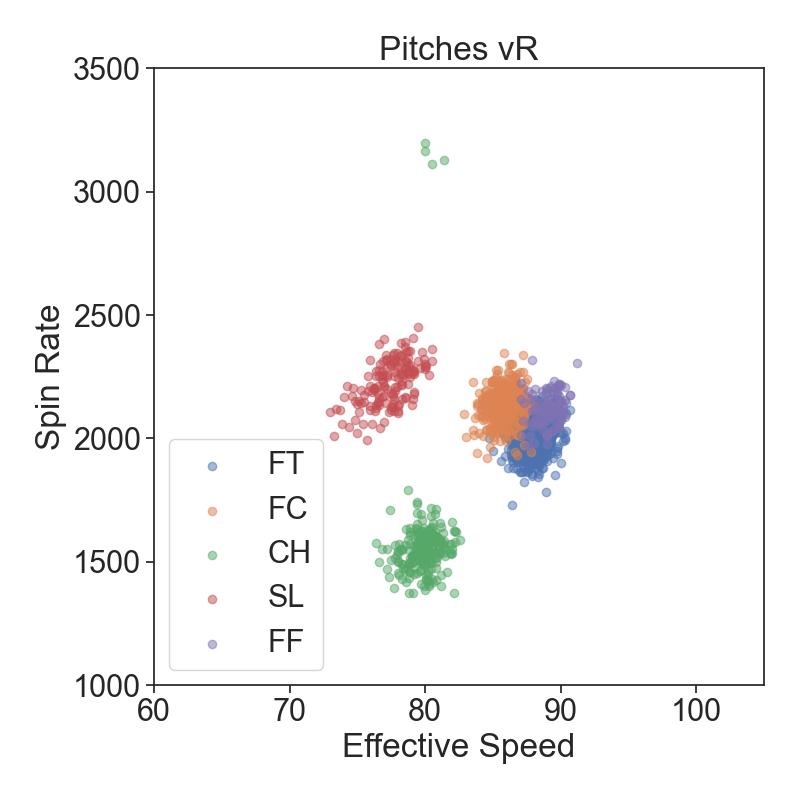 Pitches vR
3500
3000
2500
2000
1500
1000
Spin Rate
FT
FC
CH
SL
FF
60 70 80 90 100
Effective Speed